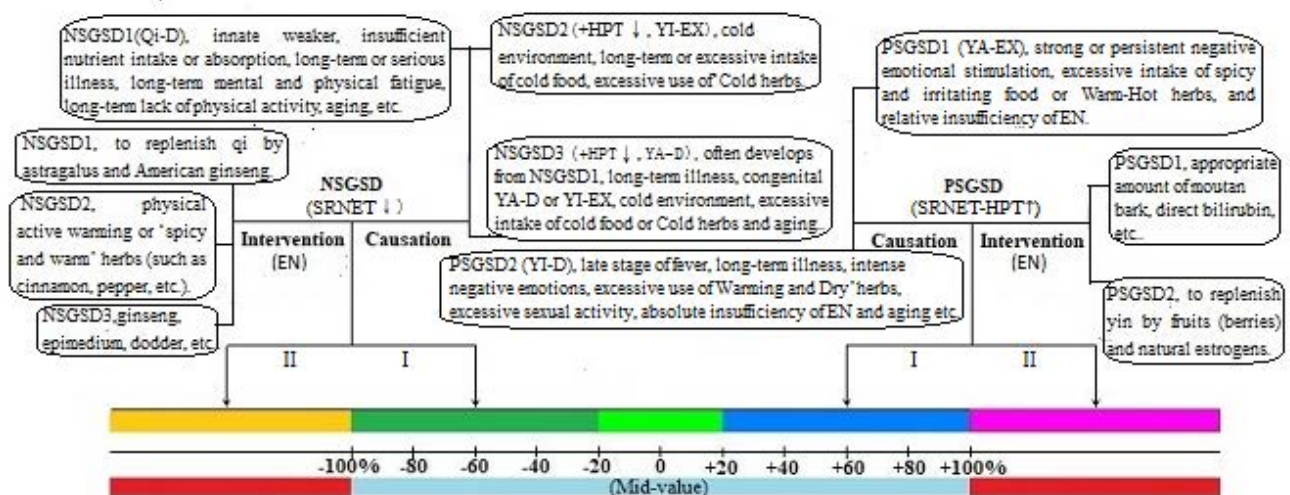 NSGSD1(Qi-D), innate weaker, insufficient
nutrient intake or absorption, long-term or serious
illness, long-term mental and physical fatigue,
long-term lack of physical activity, aging, etc.
NSGSD2 (+HPT ↓, YI-EX), cold
environment, long-term or excessive intake
of cold food, excessive use of Cold herbs.
PSGSD1 (YA-EX), strong or persistent negative
emotional stimulation, excessive intake of spicy
and irritating food or Warm-Hot herbs, and
relative insufficiency of EN.
NSGSD1, to replenish qi by
astragalus and American ginseng.
NSGSD2, physical
active warming or "spicy
and warm" herbs (such as
cinnamon, pepper, etc.).
NSGSD3,ginseng,
epimedium, dodder, etc.
NSGSD
(SRNET ↓)
Intervention
(EN)
Causation
NSGSD3 (+HPT ↓, YA-D), often develops
from NSGSD1, long-term illness, congenital
YA-D or YI-EX, cold environment, excessive
intake of cold food or Cold herbs and aging.
PSGSD2 (YI-D), late stage of fever, long-term illness, intense
negative emotions, excessive use of Warming and Dry"herbs,
excessive sexual activity, absolute insufficiency of EN and aging etc.
PSGSD
(SRNET-HPT↑)
Causation
Intervention
(EN)
PSGSD1, appropriate
amount of moutan
bark, direct bilirubin,
etc.
PSGSD2, to replenish
yin by fruits (berries)
and natural estrogens.
II I I II
-100% -80 -60 -40 -20 0 +20 +40 +60 +80 +100%
(Mid-value)